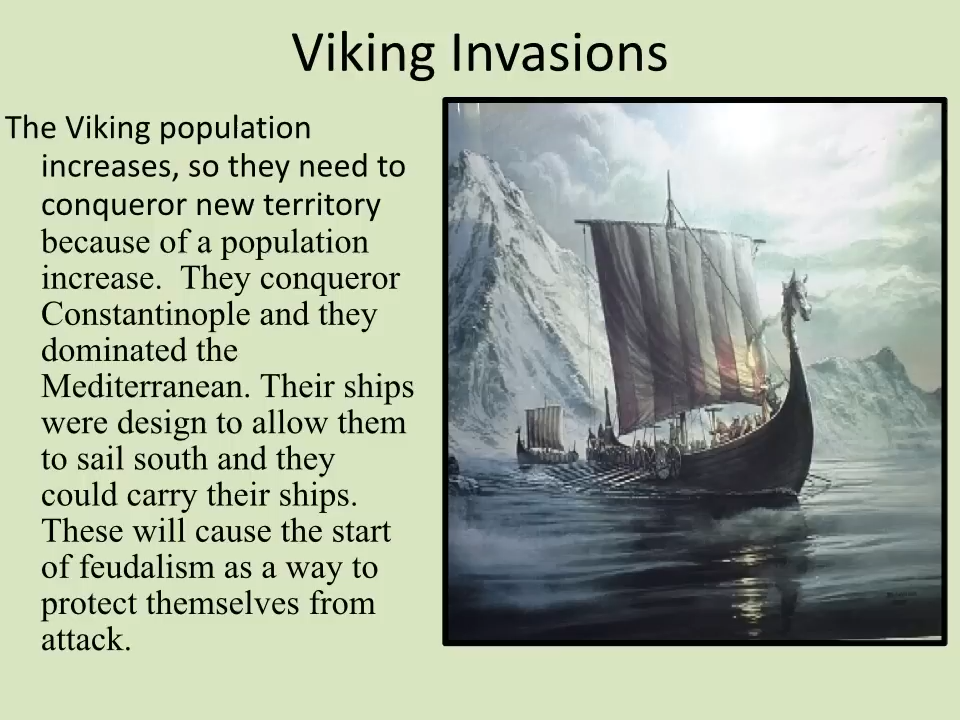 Viking Invasions
The Viking population
increases, so they need to
conqueror new territory
because of a population
increase.  They conqueror
Constantinople and they
dominated the
Mediterranean. Their ships
were design to allow them
to sail south and they
could carry their ships.
These will cause the start
of feudalism as a way to
protect themselves from
attack.